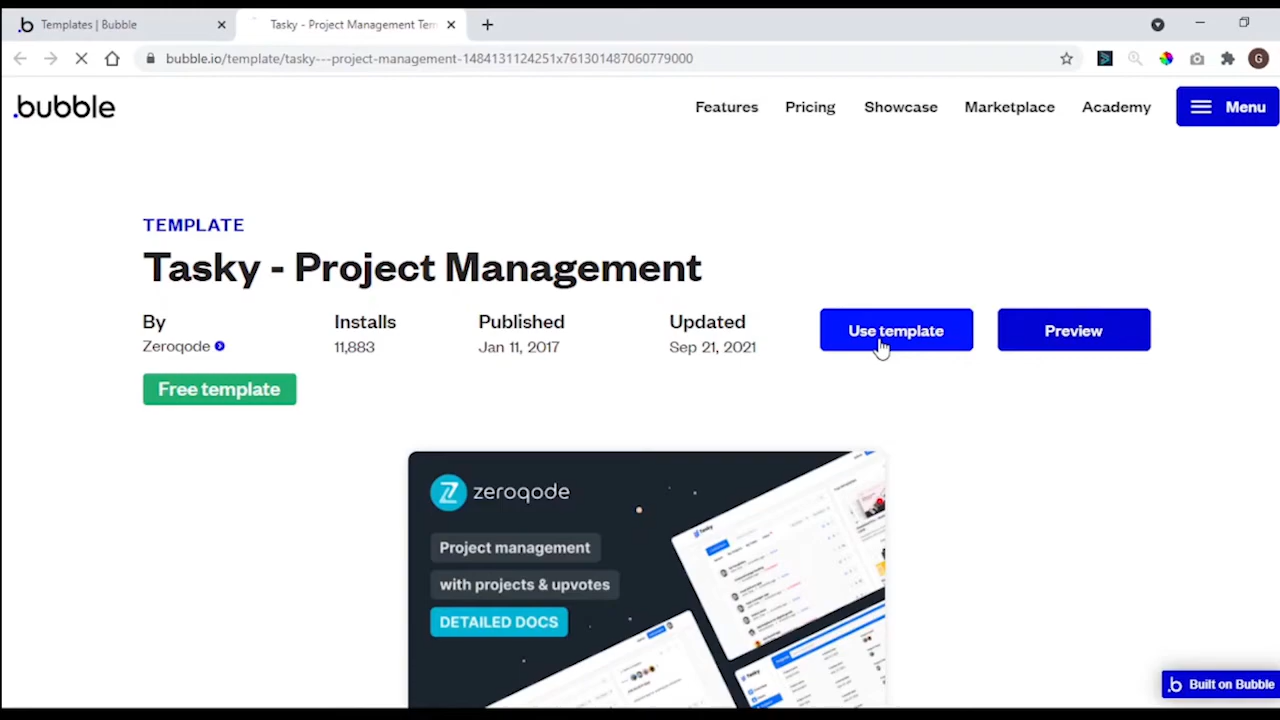 Templates | Bubble
Tasky - Project Management Tem
bubble.io/template/tasky---project-management-1484131124251x761301487060779000
G
.bubble
Features Pricing Showcase Marketplace Academy Menu
TEMPLATE
Tasky - Project Management
By Installs Published Updated
Zeroqode 11,883 Jan 11, 2017 Sep 21, 2021
Use template Preview
Free template
zeroqode
Project management
with projects & upvotes
DETAILED DOCS
Tasky
Tasky
Built on Bubble